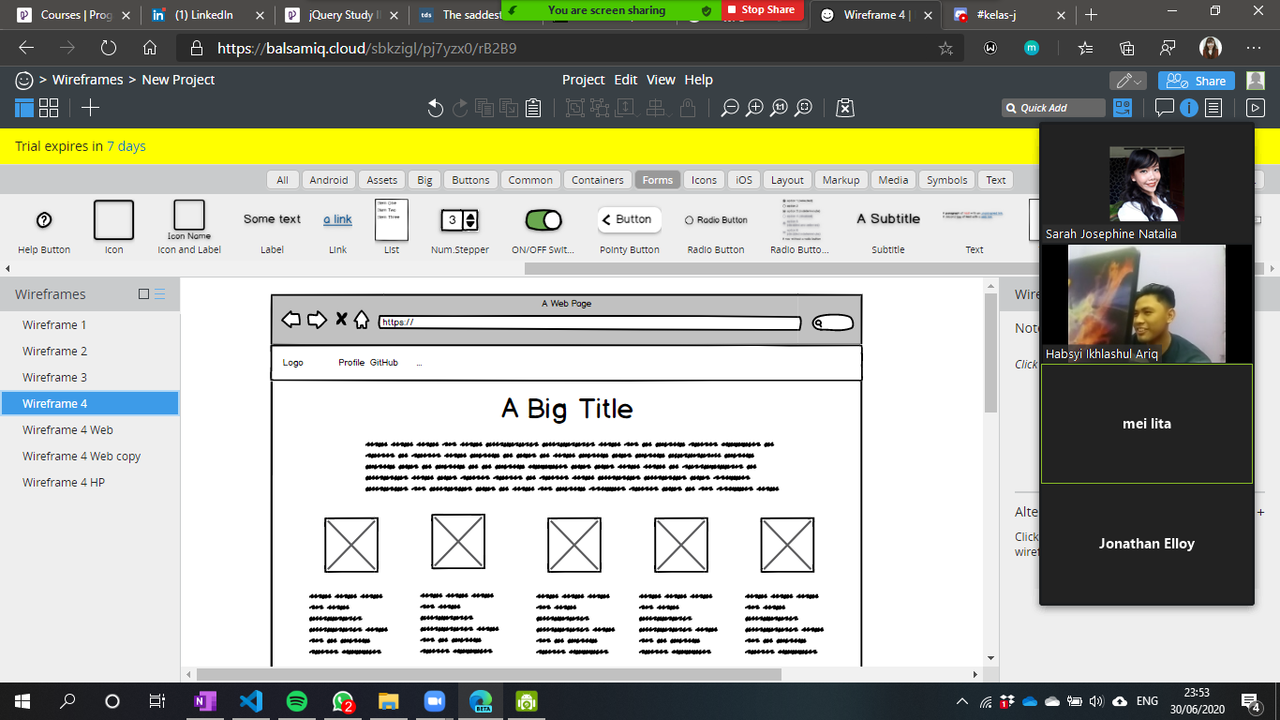 Courses | Prog
(1) LinkedIn
jQuery Study I
tds
The saddest
You are screen sharing
Stop Share
Wireframe 4 |
#kelas-j
https://balsamiq.cloud/sbkzigl/pj7yzx0/rB2B9
> Wireframes > New Project
Project Edit View Help
Share
Quick Add
Trial expires in 7 days
All Android Assets Big Buttons Common Containers Forms Icons iOS Layout Markup Media Symbols Text
Item One
Item Two
Item Three
Icon Name
Some text
a link
3
Button
Radio Button
A Subtitle
Help Button
Icon
Icon and Label
Label
Link
List
Num.Stepper
ON/OFF Swit...
Pointy Button
Radio Button
Radio Butto...
Subtitle
Text
Sarah Josephine Natalia
Habsyi Ikhlashul Ariq
mei lita
Jonathan Elloy
Wireframes
Wireframe 1
Wireframe 2
Wireframe 3
Wireframe 4
Wireframe 4 Web
Wireframe 4 Web copy
Wireframe 4 HP
A Web Page
https://
Logo
Profile GitHub ...
A Big Title
Wire
Note
Click
Alte
+
Click
wiref
2
BETA
1
ENG
23:53
30/06/2020
4